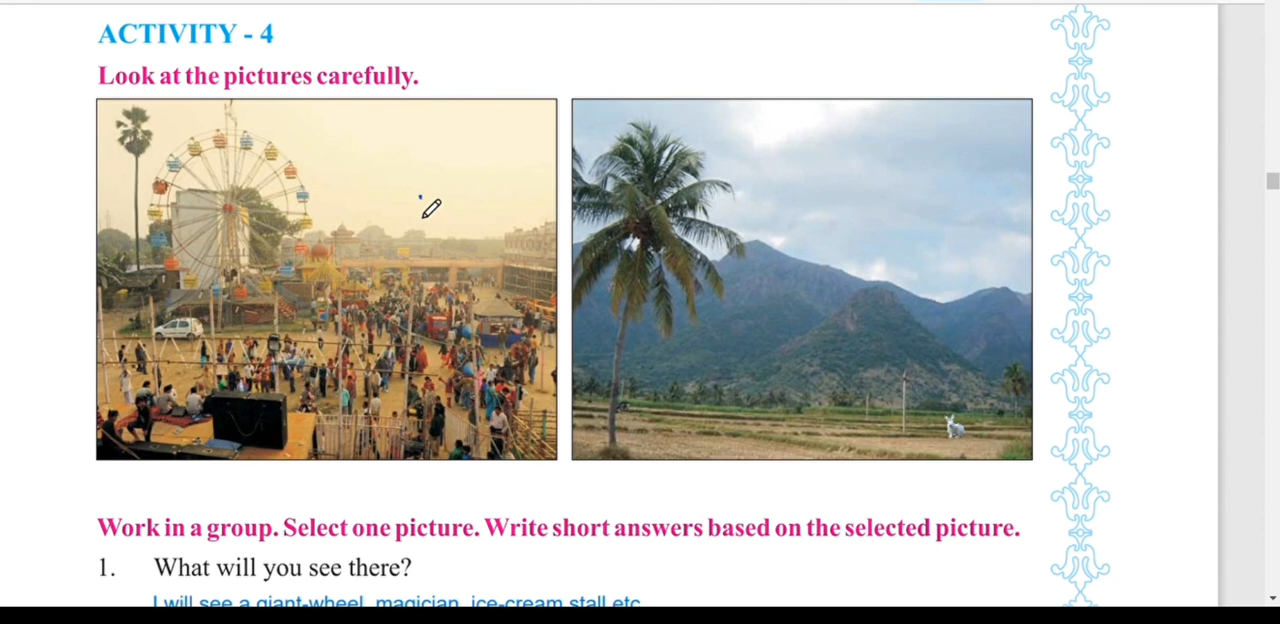 ACTIVITY - 4
Look at the pictures carefully.
Work in a group. Select one picture. Write short answers based on the selected picture.
1. What will you see there?
I will see a giant-wheel, magician, ice-cream stall etc